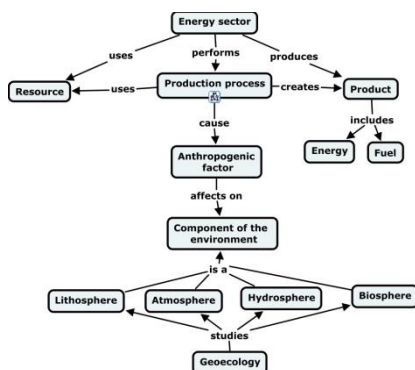 Energy sector
uses
performs
produces
Resource
uses
Production process
creates
Product
cause
includes
Energy
Fuel
Anthropogenic
factor
affects on
Component of the
environment
is a
Lithosphere
Atmosphere
Hydrosphere
Biosphere
studies
Geoecology